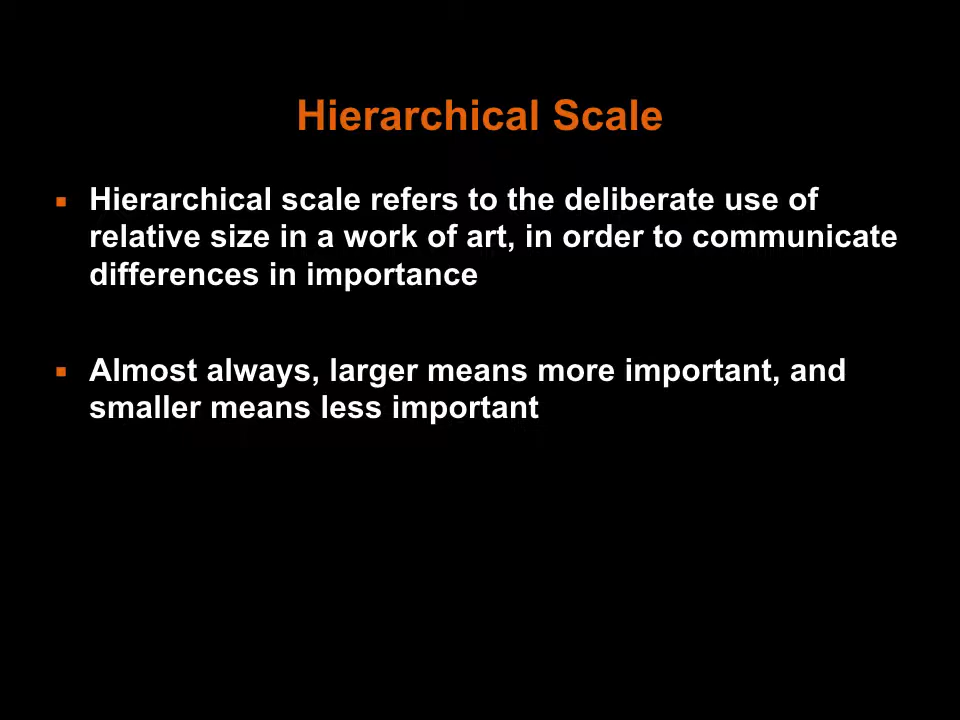 Hierarchical Scale
▪ Hierarchical scale refers to the deliberate use of
relative size in a work of art, in order to communicate
differences in importance
▪ Almost always, larger means more important, and
smaller means less important